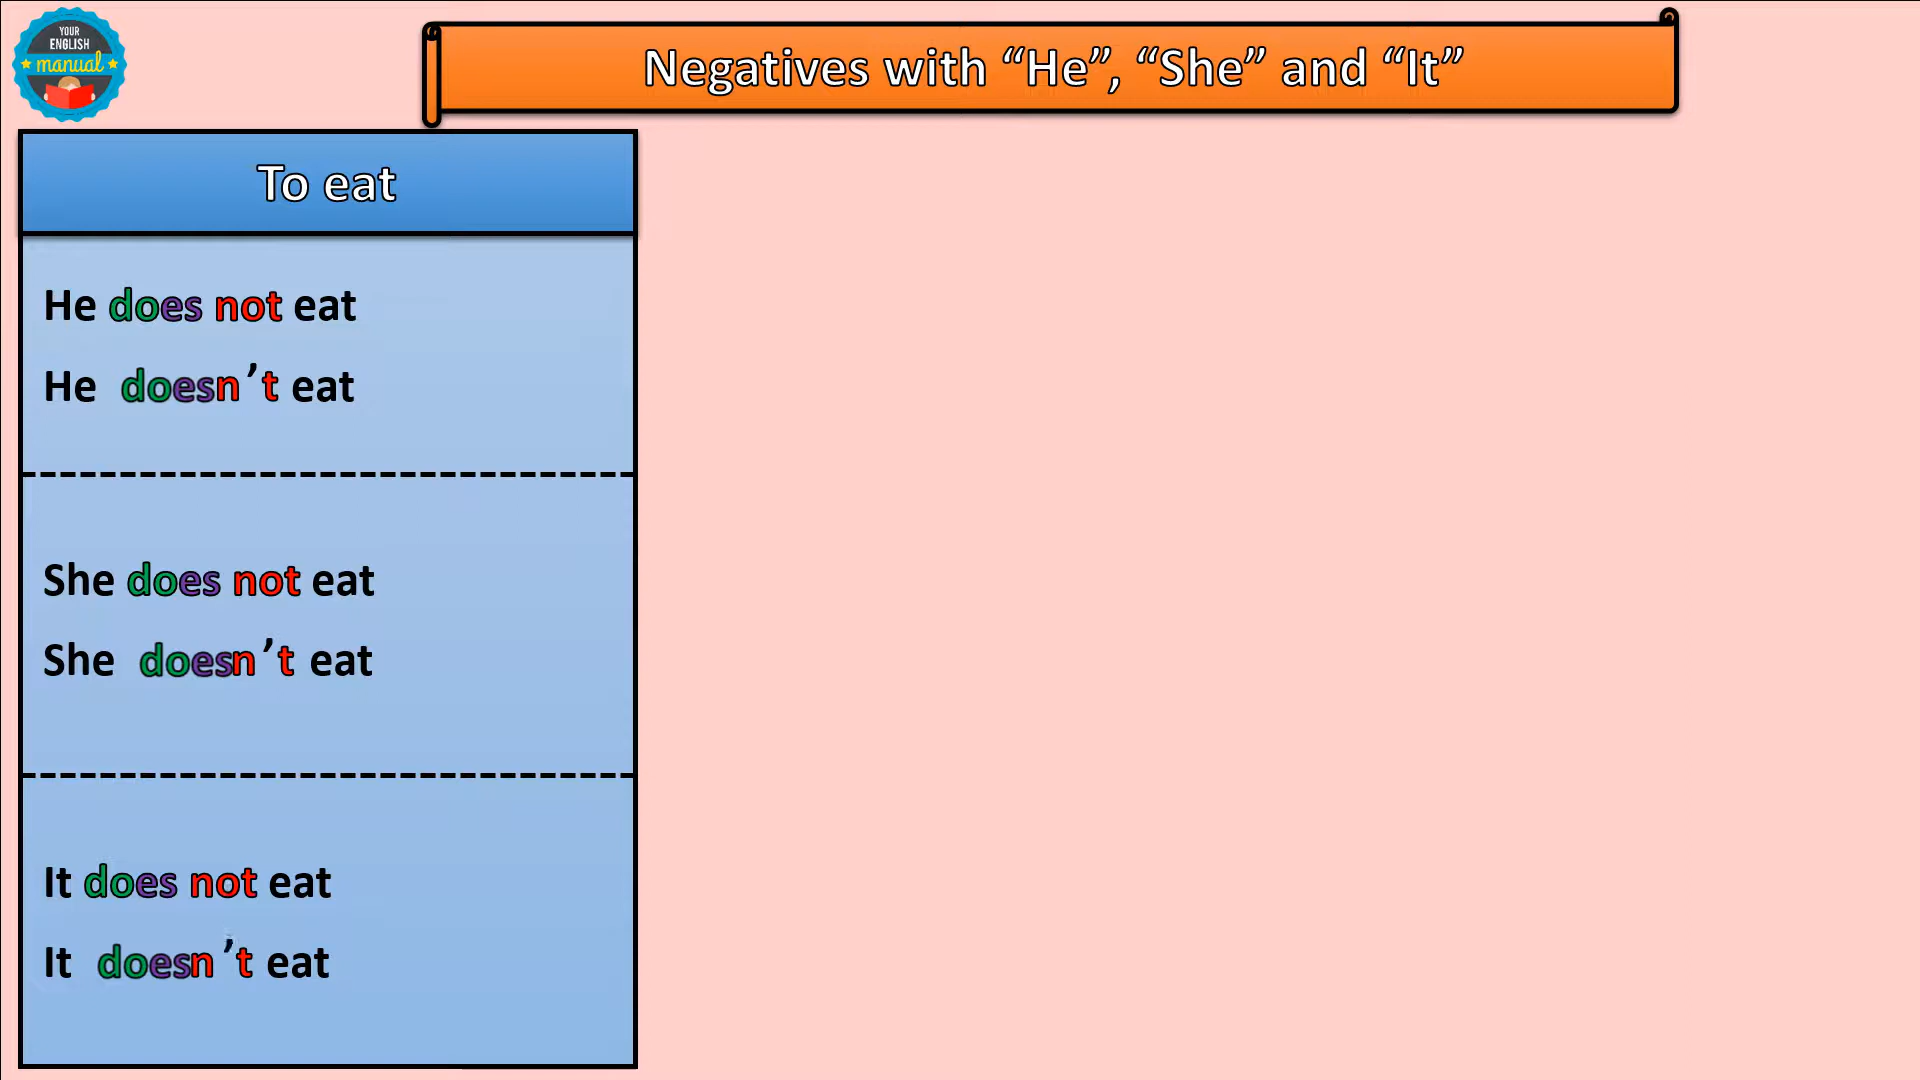 YOUR
ENGLISH
manual
Negatives with “He”, “She” and “It”
To eat
He does not eat
He doesn’t eat
She does not eat
She doesn’t eat
It does not eat
It doesn’t eat